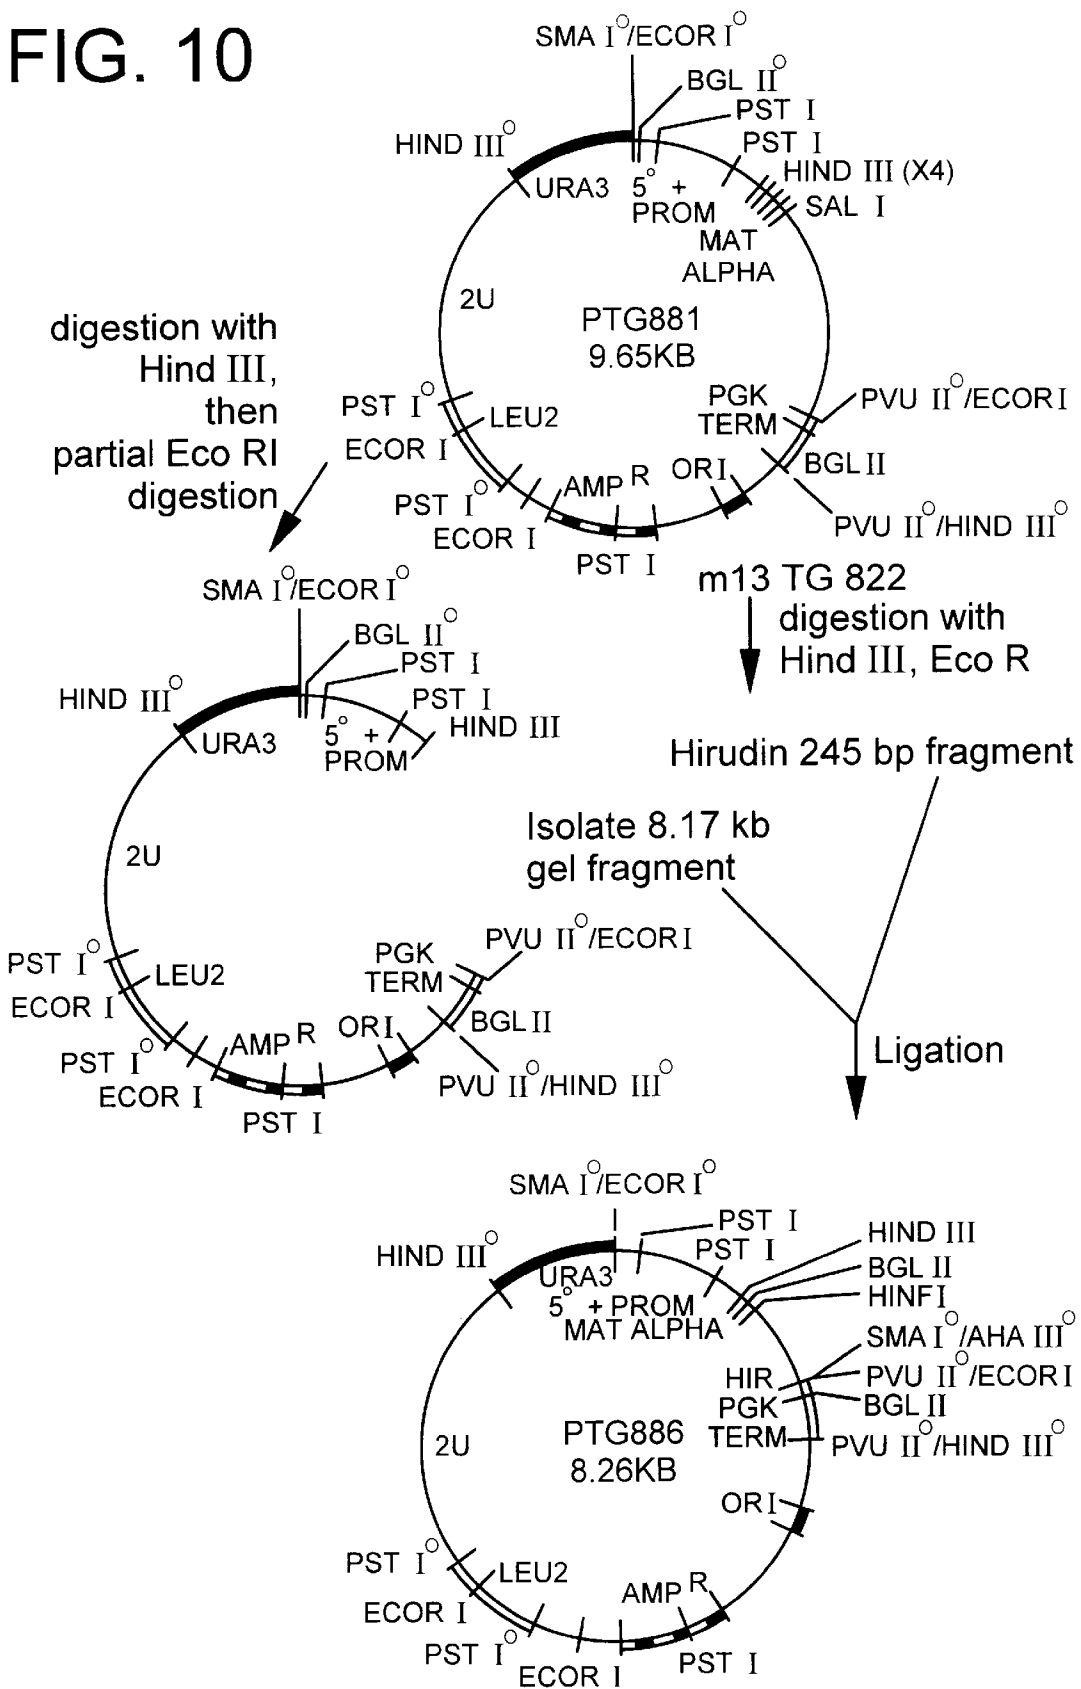 FIG. 10
SMA I°/ECOR I°
BGL II°
PST I
PST I
HIND III°
HIND III (X4)
SAL I
URA3
5° +
PROM
MAT
ALPHA
2U
PTG881
9.65KB
digestion with
Hind III,
then
partial Eco RI
digestion
PST I°
LEU2
ECOR I
PST I°
ECOR I
AMP R
PST I
ORI
PGK
TERM
PVU II°/ECOR I
BGL II
PVU II°/HIND III°
m13 TG 822
digestion with
Hind III, Eco R
SMA I°/ECOR I°
BGL II°
PST I
PST I
HIND III°
HIND III
URA3
5° +
PROM
Hirudin 245 bp fragment
Isolate 8.17 kb
gel fragment
2U
PST I°
LEU2
ECOR I
PST I°
ECOR I
AMP R
PST I
ORI
PGK
TERM
PVU II°/ECOR I
BGL II
PVU II°/HIND III°
Ligation
SMA I°/ECOR I°
PST I
PST I
HIND III°
HIND III
BGL II
HINF I
URA3
5° + PROM
MAT ALPHA
SMA I°/AHA III°
HIR
PVU II°/ECOR I
PGK
BGL II
TERM
PVU II°/HIND III°
2U
PTG886
8.26KB
ORI
PST I°
LEU2
ECOR I
PST I°
ECOR I
AMP R
PST I